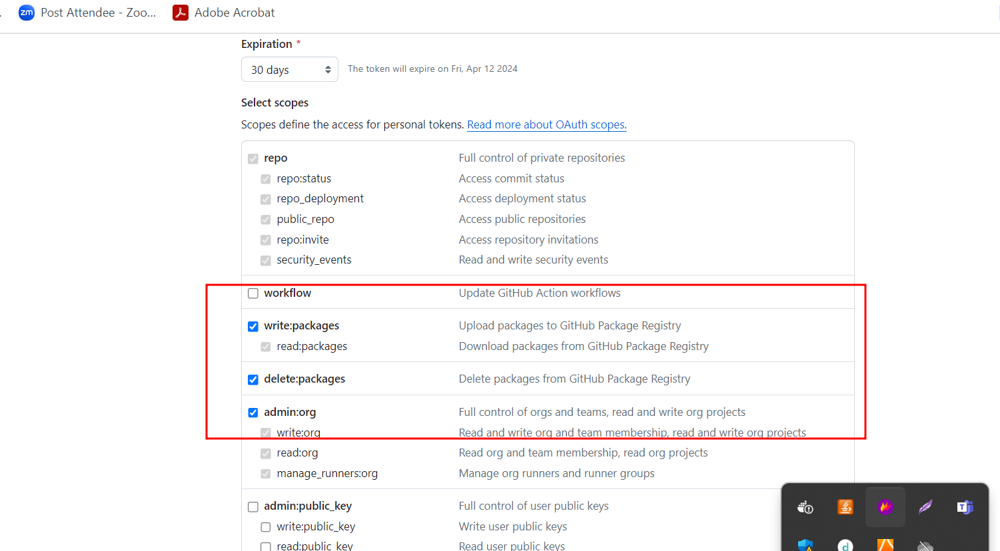 zm Post Attendee - Zoo... Adobe Acrobat
Expiration *
30 days The token will expire on Fri, Apr 12 2024
Select scopes
Scopes define the access for personal tokens. Read more about OAuth scopes.
repo Full control of private repositories
repo:status Access commit status
repo_deployment Access deployment status
public_repo Access public repositories
repo:invite Access repository invitations
security_events Read and write security events
workflow Update GitHub Action workflows
write:packages Upload packages to GitHub Package Registry
read:packages Download packages from GitHub Package Registry
delete:packages Delete packages from GitHub Package Registry
admin:org Full control of orgs and teams, read and write org projects
write:org Read and write org and team membership, read and write org projects
read:org Read org and team membership, read org projects
manage_runners:org Manage org runners and runner groups
admin:public_key Full control of user public keys
write:public_key Write user public keys
read:public_key Read user public keys
T
d